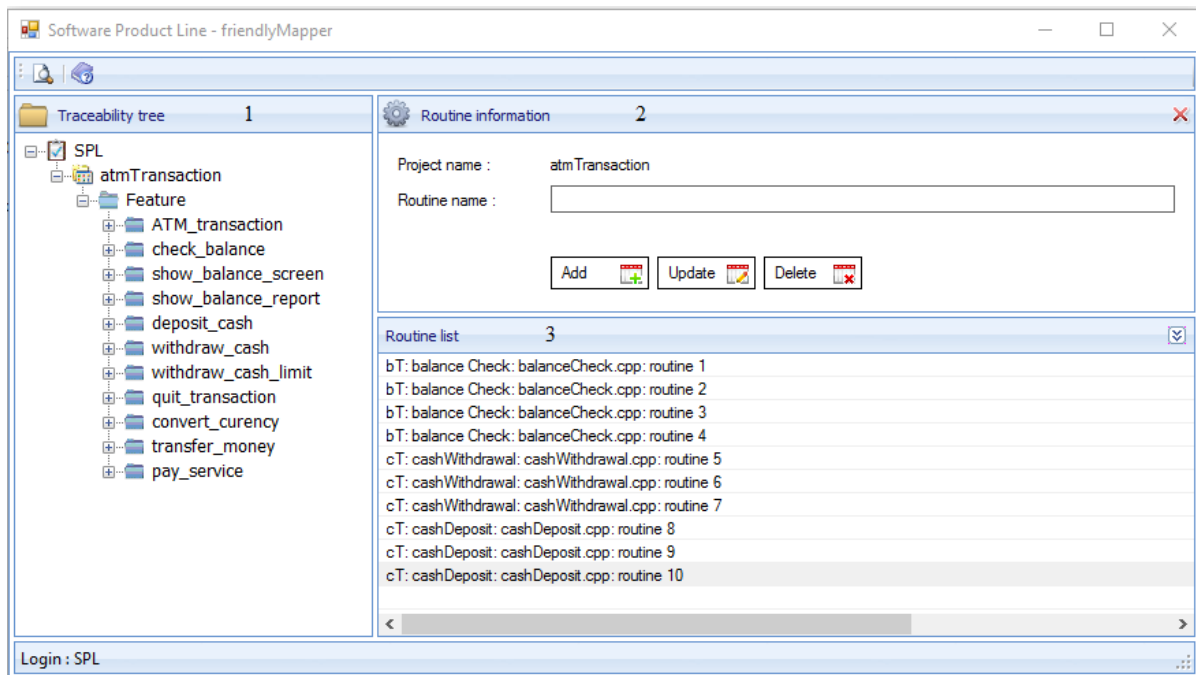 Software Product Line - friendlyMapper
Traceability tree 1
SPL
atmTransaction
Feature
ATM_transaction
check_balance
show_balance_screen
show_balance_report
deposit_cash
withdraw_cash
withdraw_cash_limit
quit_transaction
convert_curency
transfer_money
pay_service
Routine information 2
Project name : atmTransaction
Routine name :
Add Update Delete
Routine list 3
bT: balance Check: balanceCheck.cpp: routine 1
bT: balance Check: balanceCheck.cpp: routine 2
bT: balance Check: balanceCheck.cpp: routine 3
bT: balance Check: balanceCheck.cpp: routine 4
cT: cashWithdrawal: cashWithdrawal.cpp: routine 5
cT: cashWithdrawal: cashWithdrawal.cpp: routine 6
cT: cashWithdrawal: cashWithdrawal.cpp: routine 7
cT: cashDeposit: cashDeposit.cpp: routine 8
cT: cashDeposit: cashDeposit.cpp: routine 9
cT: cashDeposit: cashDeposit.cpp: routine 10
Login : SPL